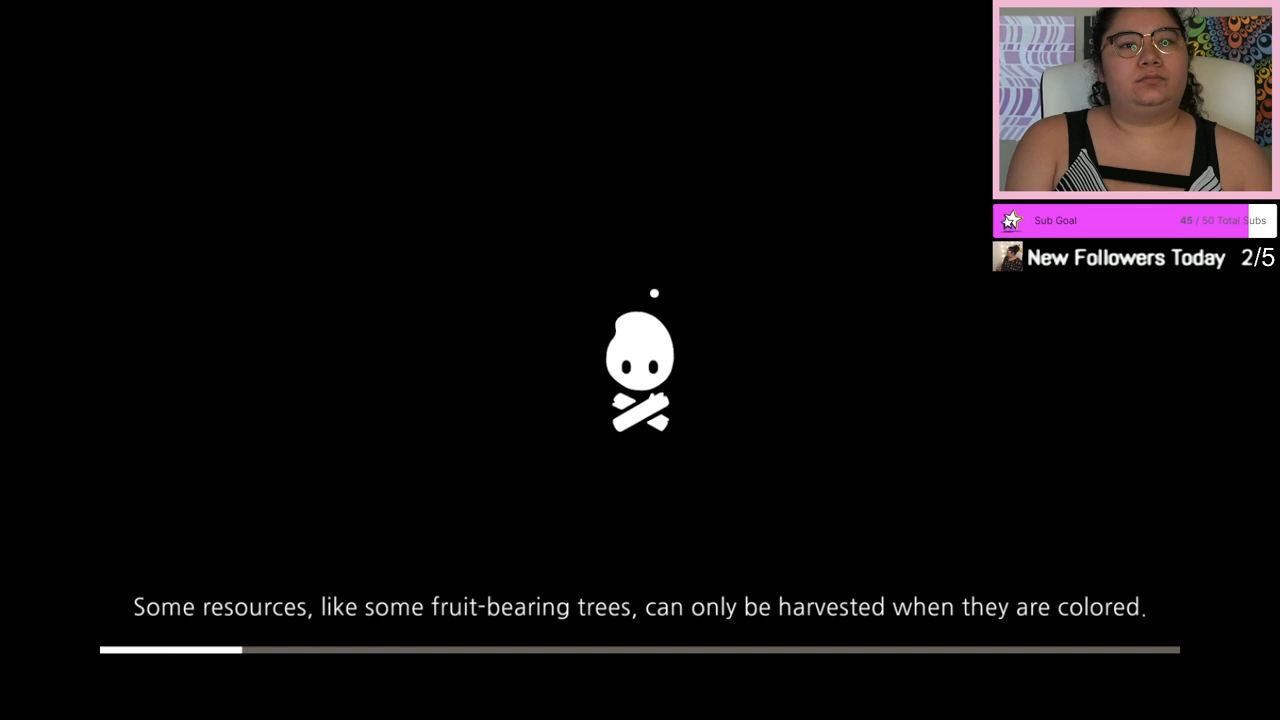 Sub Goal
45 / 50 Total Subs
New Followers Today 2/5
Some resources, like some fruit-bearing trees, can only be harvested when they are colored.